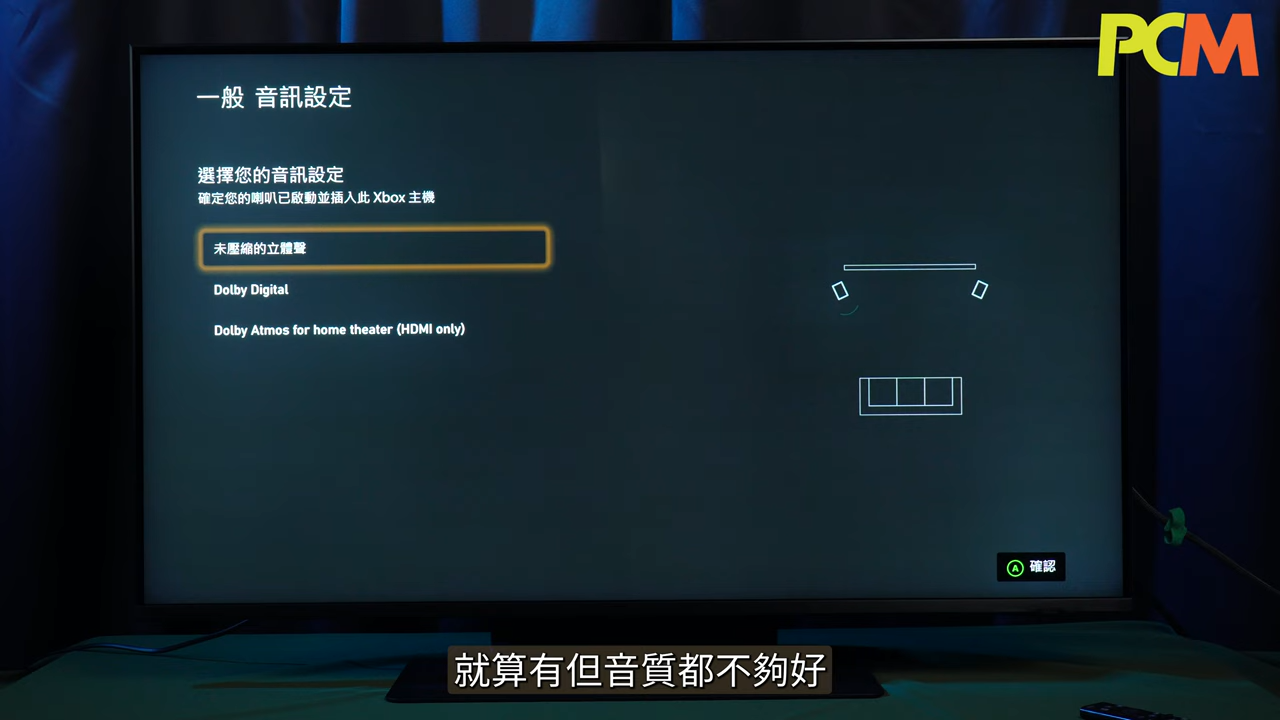 PCM
一般 音訊設定
選擇您的音訊設定
確定您的喇叭已啟動並插入此 Xbox 主機
未壓縮的立體聲
Dolby Digital
Dolby Atmos for home theater (HDMI only)
A 確認
就算有但音質都不夠好